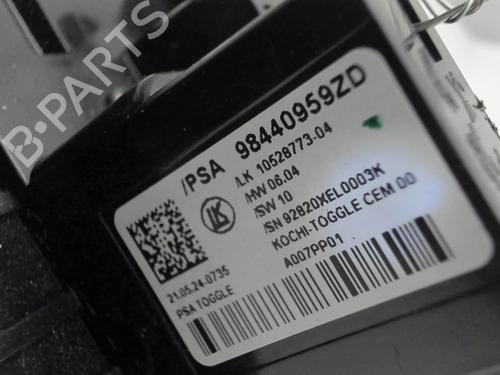 B-PARTS
/PSA 98440959ZD
/LK 10528773-04
/HW 06.04
/SW 10
/SN 92820XEL0003K
KOCHI-TOGGLE CEM 00
A007PP01
LK
21.05.24-0735
PSA TOGGLE